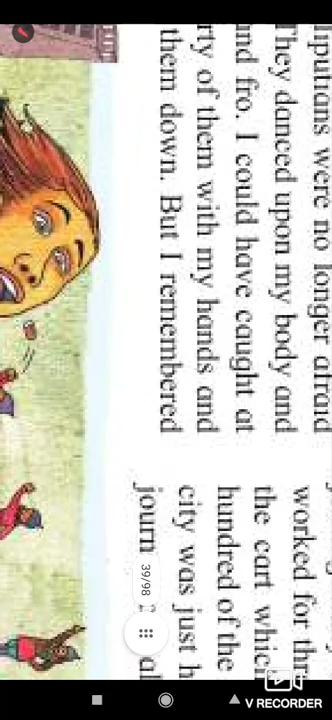 liputians were no longer afraid
They danced upon my body and
and fro. I could have caught at
rty of them with my hands and
them down. But I remembered
worked for thr
the cart which
hundred of the
city was just h
journ
39/98
V RECORDER